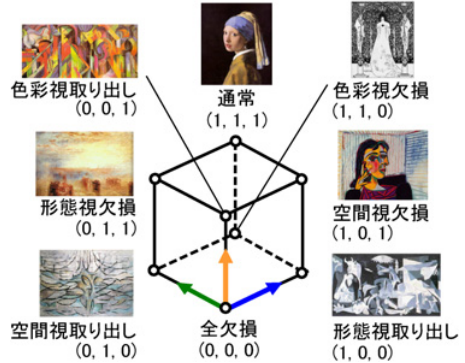 色彩視取り出し
(0, 0, 1)
通常
(1, 1, 1)
色彩視欠損
(1, 1, 0)
形態視欠損
(0, 1, 1)
空間視欠損
(1, 0, 1)
空間視取り出し
(0, 1, 0)
全欠損
(0, 0, 0)
形態視取り出し
(1, 0, 0)